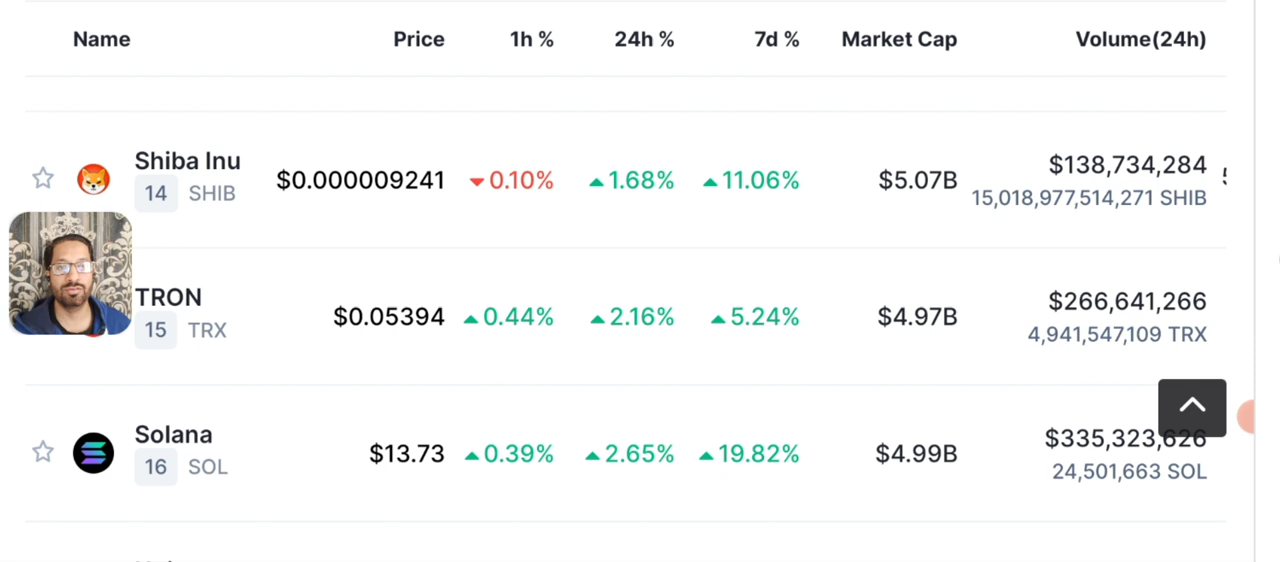 Name Price 1h % 24h % 7d % Market Cap Volume(24h)
Shiba Inu
14 SHIB
$0.000009241 0.10% 1.68% 11.06% $5.07B
$138,734,284
15,018,977,514,271 SHIB
TRON
15 TRX
$0.05394 0.44% 2.16% 5.24% $4.97B
$266,641,266
4,941,547,109 TRX
Solana
16 SOL
$13.73 0.39% 2.65% 19.82% $4.99B
$335,323,626
24,501,663 SOL